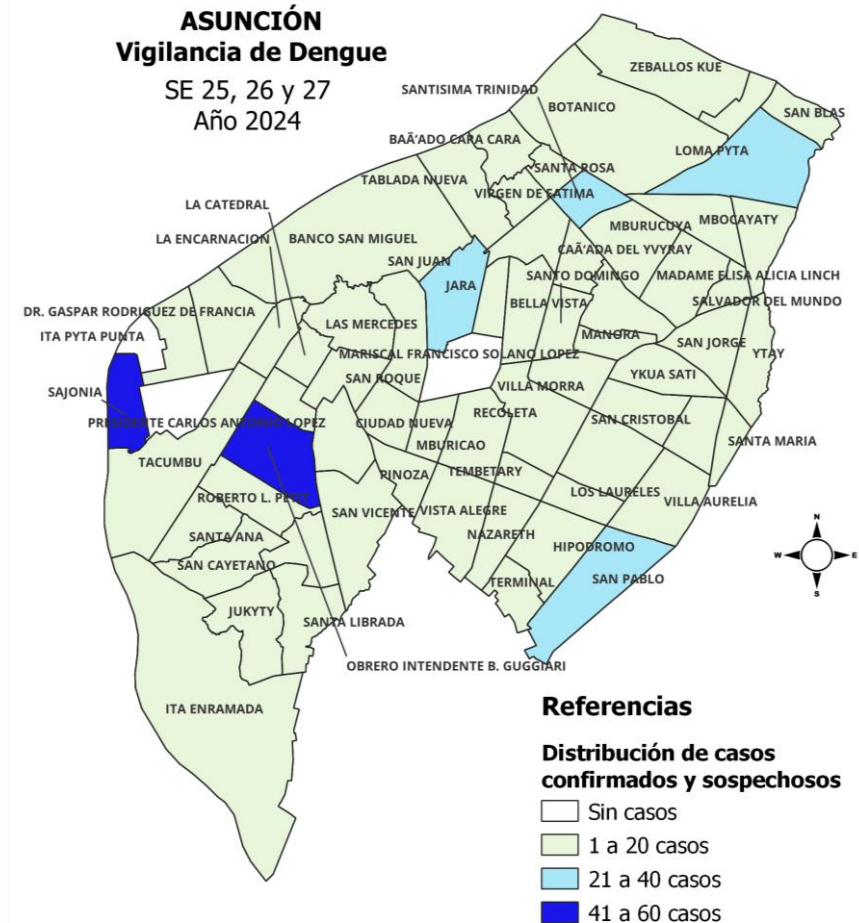 ASUNCIÓN
Vigilancia de Dengue
SE 25, 26 y 27
Año 2024
ZEBALLOS KUE
SANTISIMA TRINIDAD
BOTANICO
SAN BLAS
BAÃ'ADO CARA CARA
LOMA PYTA
SANTA ROSA
TABLADA NUEVA
VIRGEN DE FATIMA
LA CATEDRAL
MBURUCUYA
MBOCAYATY
LA ENCARNACION
BANCO SAN MIGUEL
CAÃ'ADA DEL YVYRAY
SAN JUAN
SANTO DOMINGO
MADAME ELISA ALICIA LINCH
JARA
BELLA VISTA
SALVADOR DEL MUNDO
DR. GASPAR RODRIGUEZ DE FRANCIA
LAS MERCEDES
ITA PYTA PUNTA
MANORA
SAN JORGE
MARISCAL FRANCISCO SOLANO LOPEZ
YTAY
SAN ROQUE
YKUA SATI
VILLA MORRA
SAJONIA
RECOLETA
PRESIDENTE CARLOS ANTONIO LOPEZ
CIUDAD NUEVA
SAN CRISTOBAL
MBURICAO
SANTA MARIA
TACUMBU
PINOZA
TEMBETARY
LOS LAURELES
ROBERTO L. PETIT
VILLA AURELIA
SAN VICENTE
VISTA ALEGRE
SANTA ANA
NAZARETH
HIPODROMO
SAN CAYETANO
TERMINAL
SAN PABLO
JUKYTY
SANTA LIBRADA
OBRERO INTENDENTE B. GUGGIARI
ITA ENRAMADA
N
W
E
S
Referencias
Distribución de casos
confirmados y sospechosos
Sin casos
1 a 20 casos
21 a 40 casos
41 a 60 casos